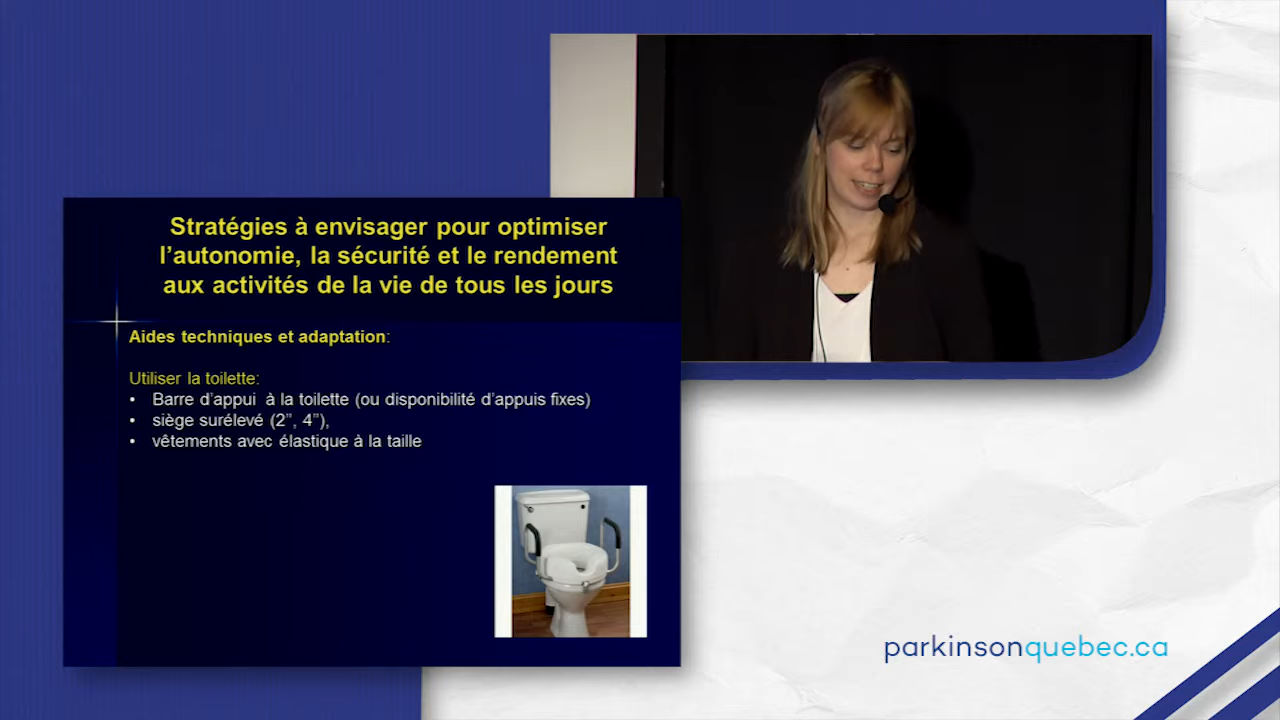 Stratégies à envisager pour optimiser
l’autonomie, la sécurité et le rendement
aux activités de la vie de tous les jours
Aides techniques et adaptation:
Utiliser la toilette:
• Barre d’appui à la toilette (ou disponibilité d’appuis fixes)
• siège surélevé (2”, 4”),
• vêtements avec élastique à la taille
parkinsonquebec.ca